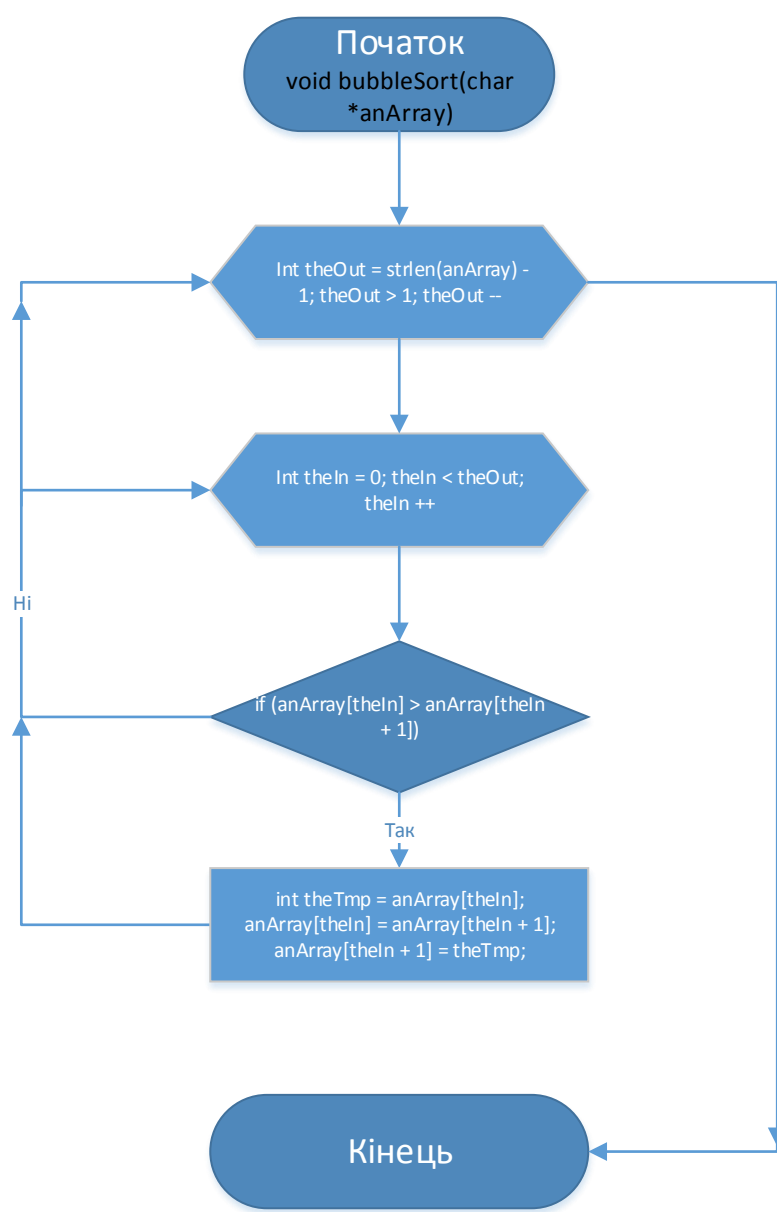 Початок
void bubbleSort(char
*anArray)
Int theOut = strlen(anArray) -
1; theOut > 1; theOut --
Int theIn = 0; theIn < theOut;
theIn ++
Ні
if (anArray[theIn] > anArray[theIn
+ 1])
Так
int theTmp = anArray[theIn];
anArray[theIn] = anArray[theIn + 1];
anArray[theIn + 1] = theTmp;
Кінець